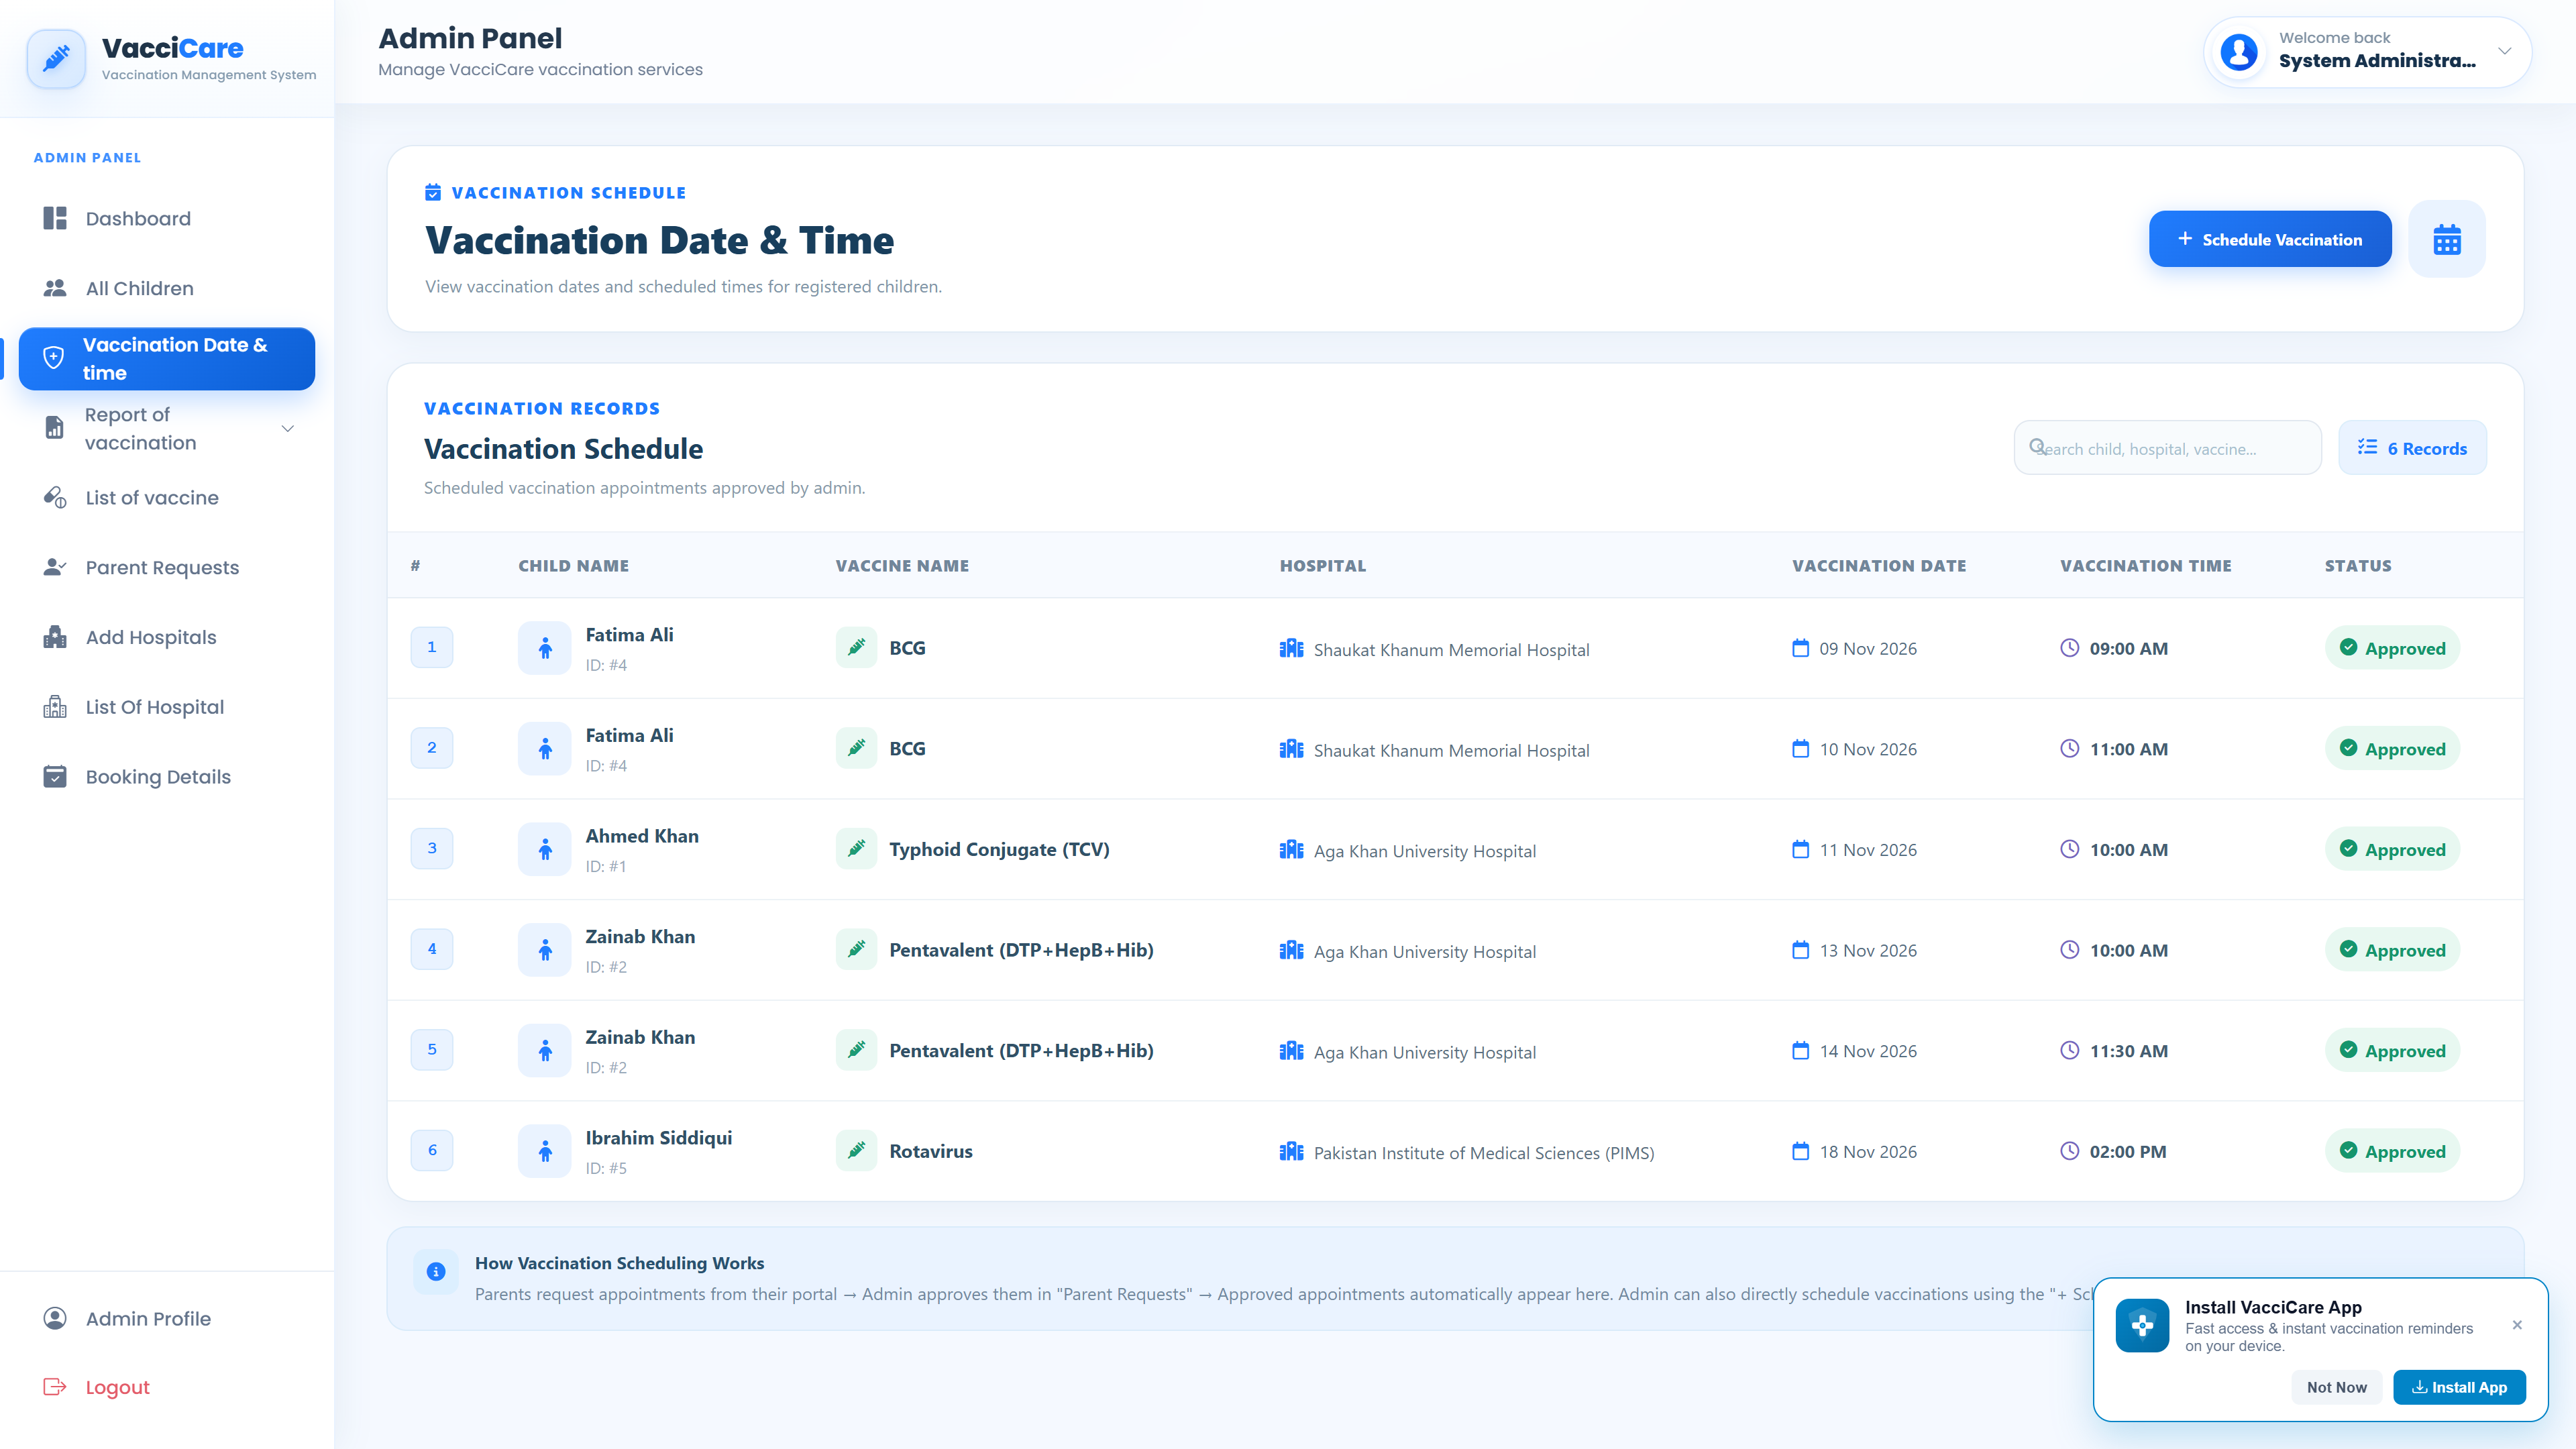 VacciCare
Vaccination Management System
ADMIN PANEL
Dashboard
All Children
Vaccination Date &
time
Report of
vaccination
List of vaccine
Parent Requests
Add Hospitals
List Of Hospital
Booking Details
Admin Profile
Logout
Admin Panel
Manage VacciCare vaccination services
Welcome back
System Administra...
VACCINATION SCHEDULE
Vaccination Date & Time
View vaccination dates and scheduled times for registered children.
+ Schedule Vaccination
VACCINATION RECORDS
Vaccination Schedule
Scheduled vaccination appointments approved by admin.
Search child, hospital, vaccine...
6 Records
# CHILD NAME VACCINE NAME HOSPITAL VACCINATION DATE VACCINATION TIME STATUS
1 Fatima Ali BCG Shaukat Khanum Memorial Hospital 09 Nov 2026 09:00 AM Approved
ID: #4
2 Fatima Ali BCG Shaukat Khanum Memorial Hospital 10 Nov 2026 11:00 AM Approved
ID: #4
3 Ahmed Khan Typhoid Conjugate (TCV) Aga Khan University Hospital 11 Nov 2026 10:00 AM Approved
ID: #1
4 Zainab Khan Pentavalent (DTP+HepB+Hib) Aga Khan University Hospital 13 Nov 2026 10:00 AM Approved
ID: #2
5 Zainab Khan Pentavalent (DTP+HepB+Hib) Aga Khan University Hospital 14 Nov 2026 11:30 AM Approved
ID: #2
6 Ibrahim Siddiqui Rotavirus Pakistan Institute of Medical Sciences (PIMS) 18 Nov 2026 02:00 PM Approved
ID: #5
How Vaccination Scheduling Works
Parents request appointments from their portal → Admin approves them in "Parent Requests" → Approved appointments automatically appear here. Admin can also directly schedule vaccinations using the "+
Install VacciCare App
Fast access & instant vaccination reminders
on your device.
×
Not Now
Install App